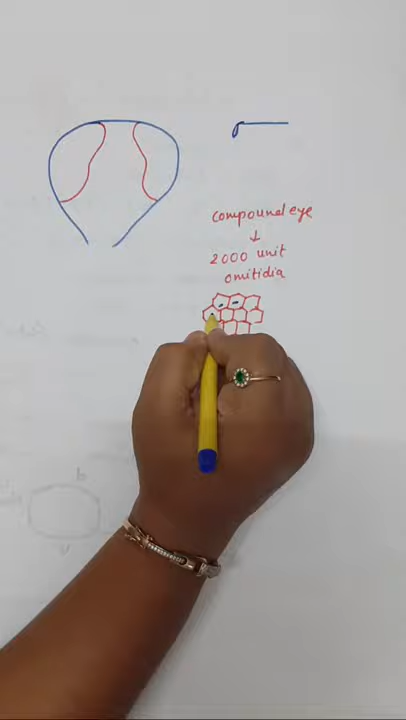 compound eye
↓
2000 unit
omitidia
b